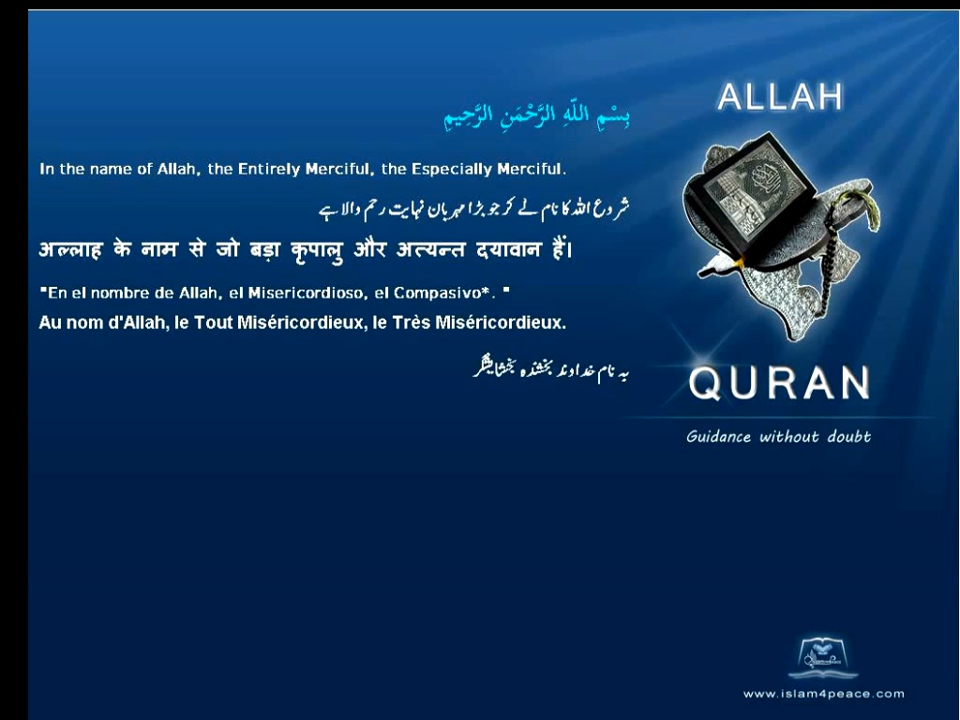 بِسْمِ اللّهِ الرَّحْمَنِ الرَّحِيمِ
In the name of Allah, the Entirely Merciful, the Especially Merciful.
شروع اللہ کا نام لے کر جو بڑا مہربان نہایت رحم والا ہے
अल्लाह के नाम से जो बड़ा कृपालु और अत्यन्त दयावान हैं।
"En el nombre de Allah, el Misericordioso, el Compasivo*. "
Au nom d'Allah, le Tout Miséricordieux, le Très Miséricordieux.
به نام خداوند بخشنده بخشایشگر
ALLAH
QURAN
Guidance without doubt
www.islam4peace.com